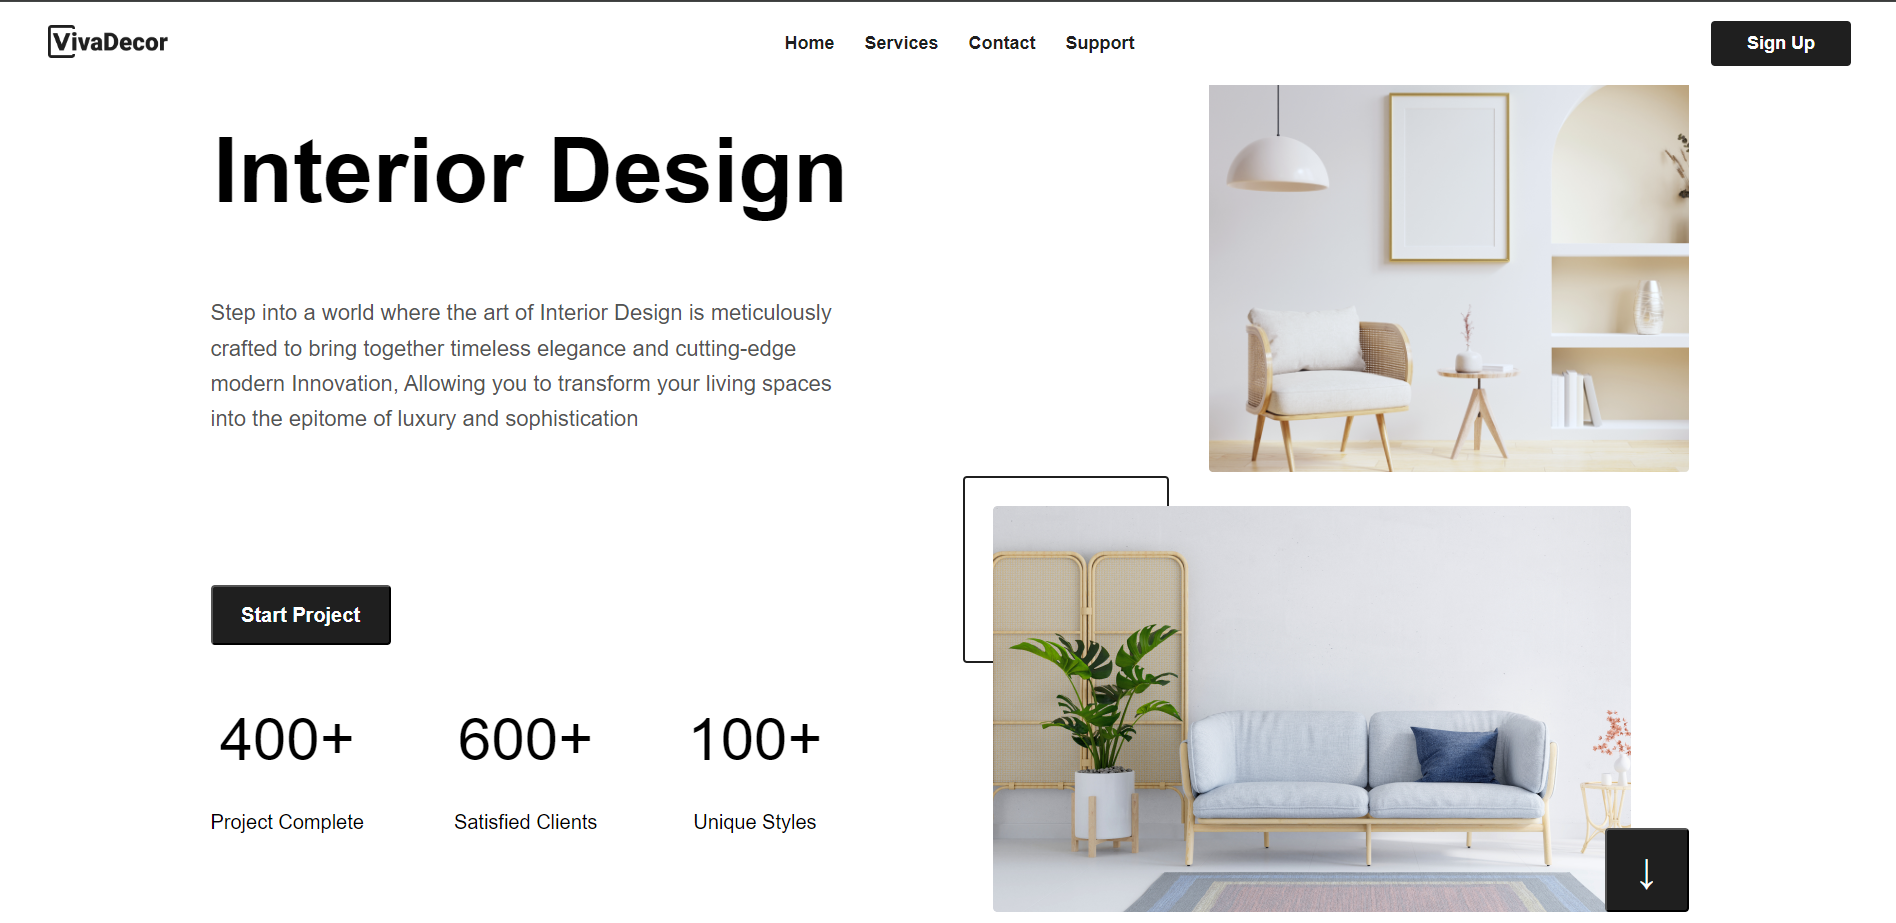 VivaDecor
Home
Services
Contact
Support
Sign Up
Interior Design
Step into a world where the art of Interior Design is meticulously
crafted to bring together timeless elegance and cutting-edge
modern Innovation, Allowing you to transform your living spaces
into the epitome of luxury and sophistication
Start Project
400+
600+
100+
Project Complete
Satisfied Clients
Unique Styles